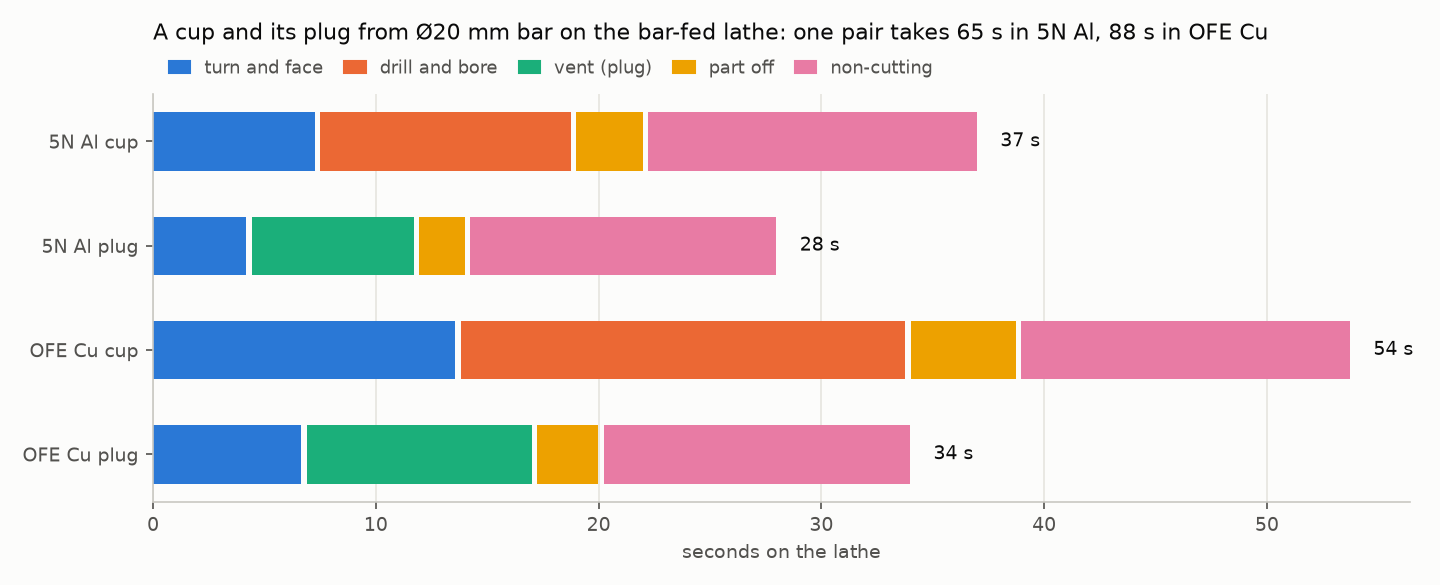 A cup and its plug from Ø20 mm bar on the bar-fed lathe: one pair takes 65 s in 5N Al, 88 s in OFE Cu
turn and face drill and bore vent (plug) part off non-cutting
5N Al cup 37 s
5N Al plug 28 s
OFE Cu cup 54 s
OFE Cu plug 34 s
0 10 20 30 40 50
seconds on the lathe